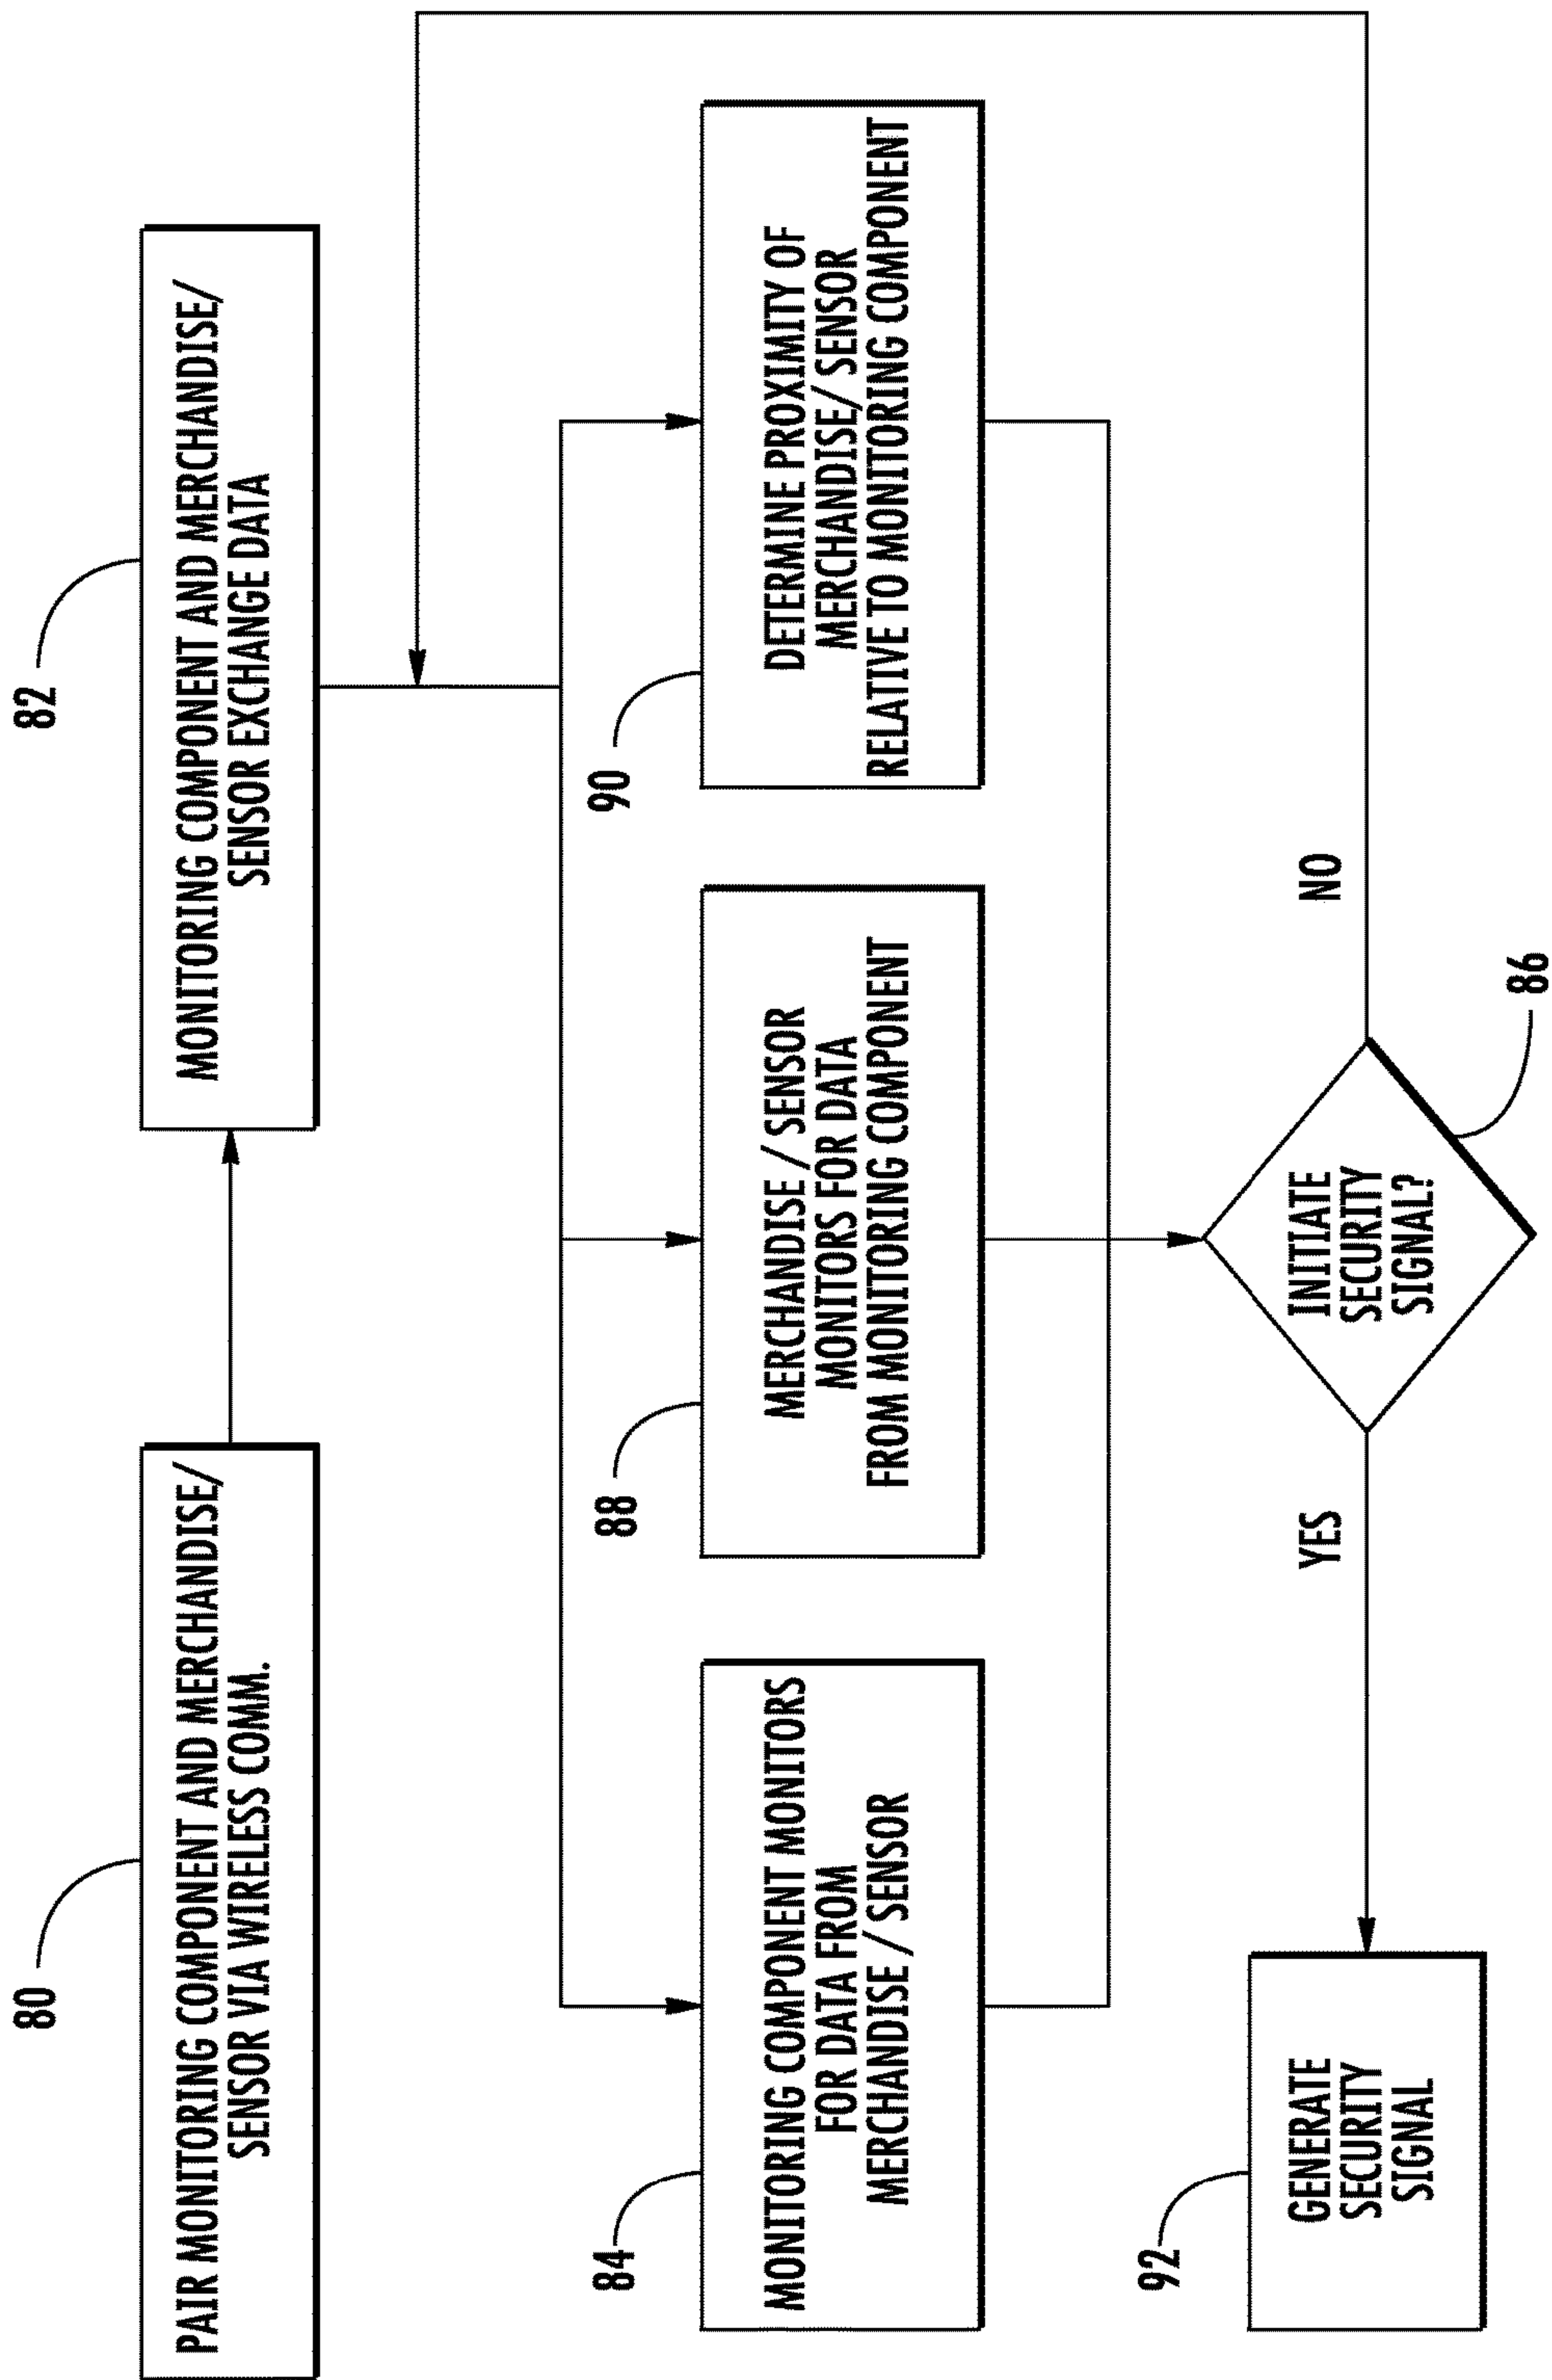 80
PAIR MONITORING COMPONENT AND MERCHANDISE/
SENSOR VIA WIRELESS COMM.
82
MONITORING COMPONENT AND MERCHANDISE/
SENSOR EXCHANGE DATA
84
MONITORING COMPONENT MONITORS
FOR DATA FROM
MERCHANDISE / SENSOR
88
MERCHANDISE / SENSOR
MONITORS FOR DATA
FROM MONITORING COMPONENT
90
DETERMINE PROXIMITY OF
MERCHANDISE/ SENSOR
RELATIVE TO MONITORING COMPONENT
92
GENERATE
SECURITY
SIGNAL
YES
INITIATE
SECURITY
SIGNAL?
86
NO